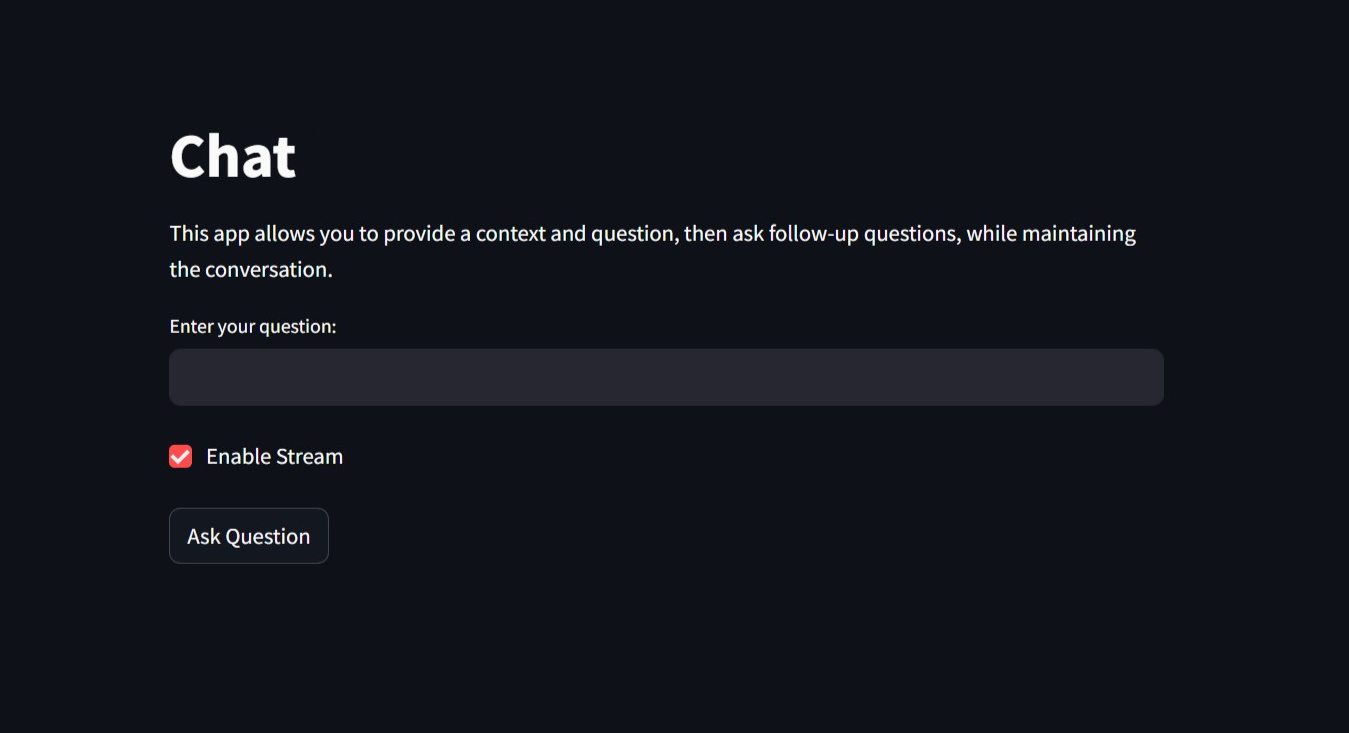 Chat
This app allows you to provide a context and question, then ask follow-up questions, while maintaining
the conversation.
Enter your question:
Enable Stream
Ask Question